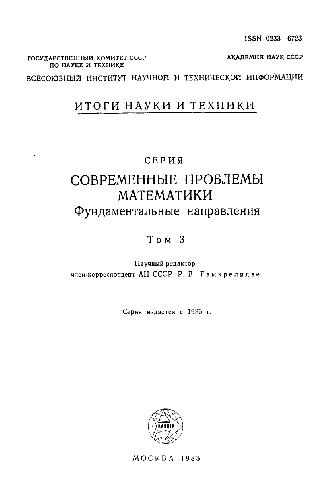 ISSN 0233—6723
ГОСУДАРСТВЕННЫЙ КОМИТЕТ СССР
ПО НАУКЕ И ТЕХНИКЕ
АКАДЕМИЯ НАУК СССР
ВСЕСОЮЗНЫЙ ИНСТИТУТ НАУЧНОЙ И ТЕХНИЧЕСКОЙ ИНФОРМАЦИИ
ИТОГИ НАУКИ И ТЕХНИКИ
СЕРИЯ
СОВРЕМЕННЫЕ ПРОБЛЕМЫ
МАТЕМАТИКИ
Фундаментальные направления
Том 3
Научный редактор
член-корреспондент АН СССР Р. В. Гамкрелидзе
Серия издается с 1985 г.
МОСКВА 1985